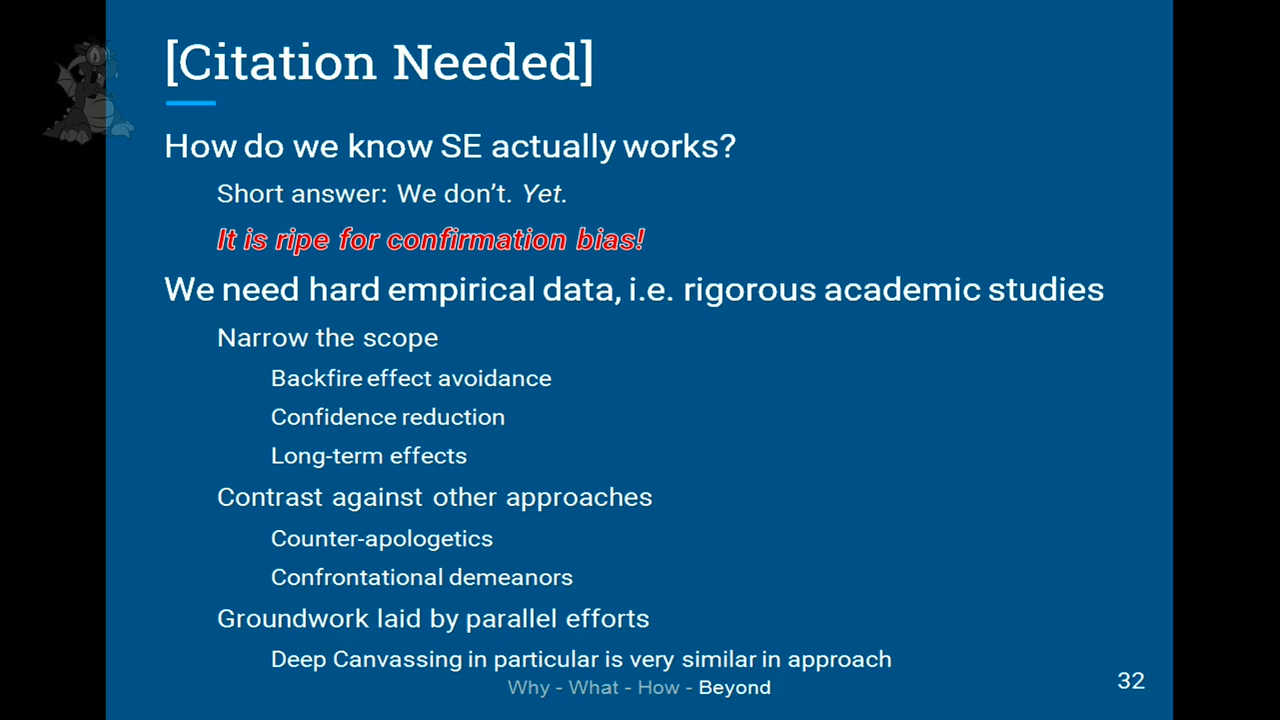 [Citation Needed]
How do we know SE actually works?
Short answer: We don't. Yet.
It is ripe for confirmation bias!
We need hard empirical data, i.e. rigorous academic studies
Narrow the scope
Backfire effect avoidance
Confidence reduction
Long-term effects
Contrast against other approaches
Counter-apologetics
Confrontational demeanors
Groundwork laid by parallel efforts
Deep Canvassing in particular is very similar in approach
Why - What - How - Beyond
32